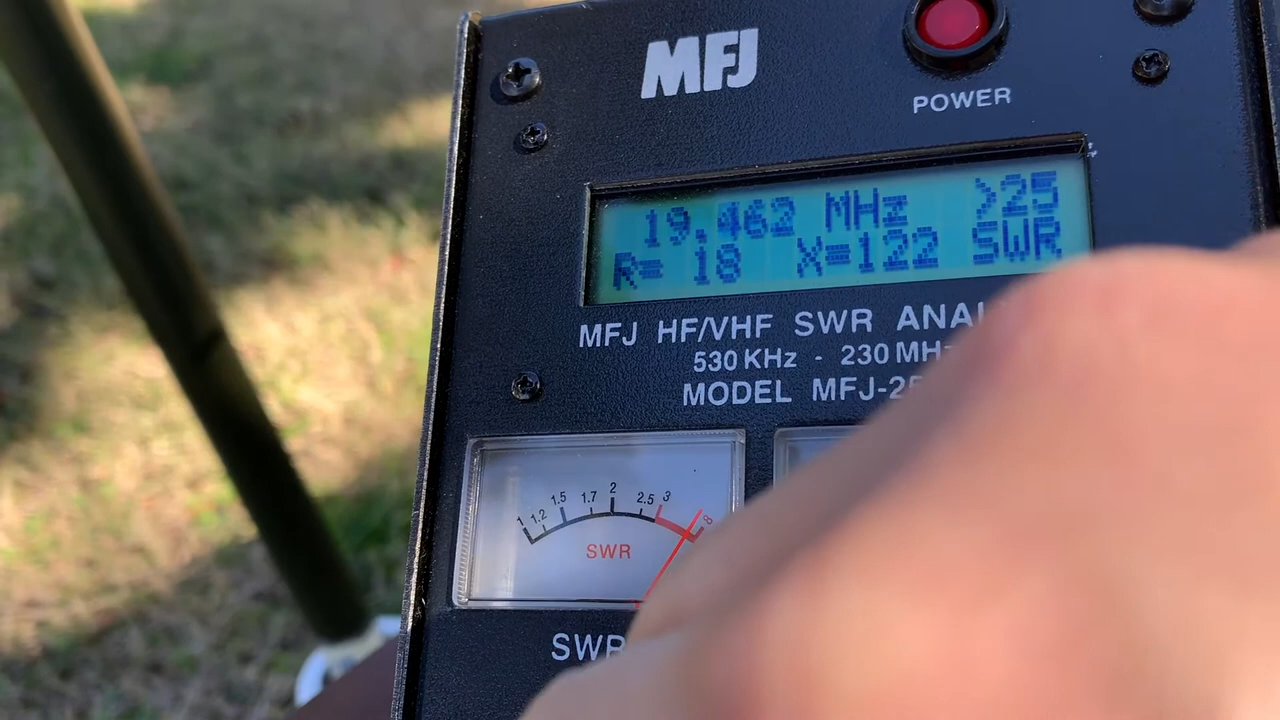 MFJ
POWER
19.462 MHz >25
R= 18 X=122 SWR
MFJ HF/VHF SWR
530 KHz - 230 MHz
MODEL
1 1.2 1.5 1.7 2 2.5 3
SWR
SWR